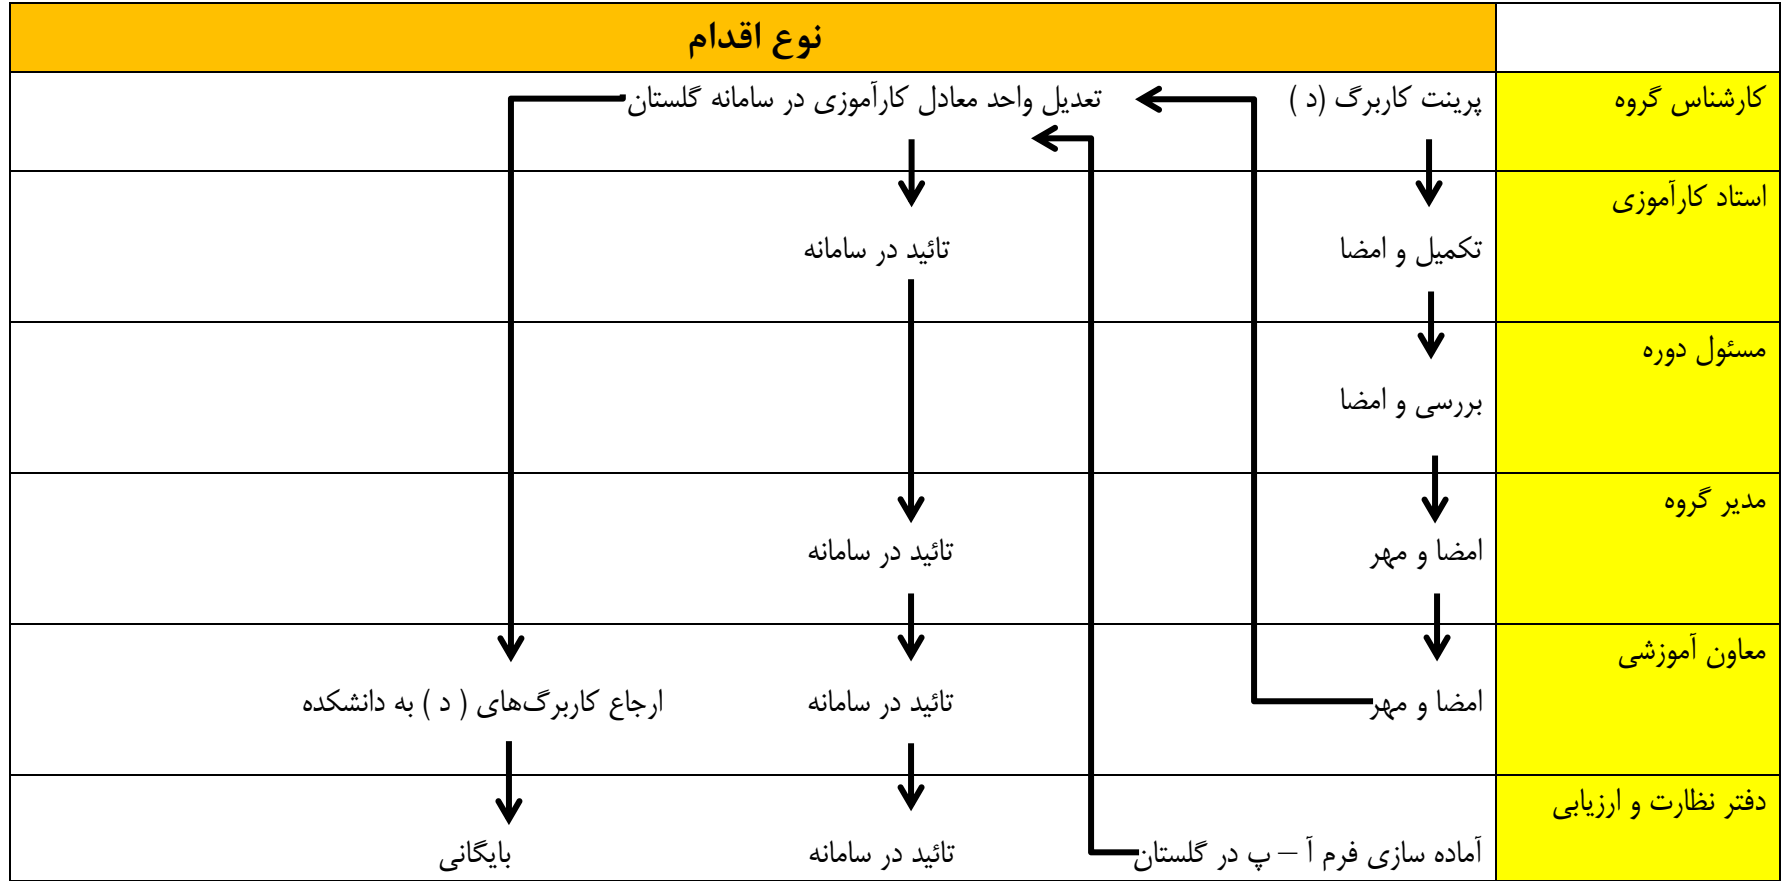 نوع اقدام
کارشناس گروه
پرینت کاربرگ (د )
تعدیل واحد معادل کارآموزی در سامانه گلستان
استاد کارآموزی
تکمیل و امضا
تائید در سامانه
مسئول دوره
بررسی و امضا
مدیر گروه
امضا و مهر
تائید در سامانه
معاون آموزشی
امضا و مهر
تائید در سامانه
ارجاع کاربرگ‌های ( د ) به دانشکده
دفتر نظارت و ارزیابی
آماده سازی فرم آ – پ در گلستان
تائید در سامانه
بایگانی